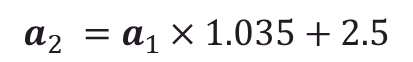 a₂ = a₁ × 1.035 + 2.5